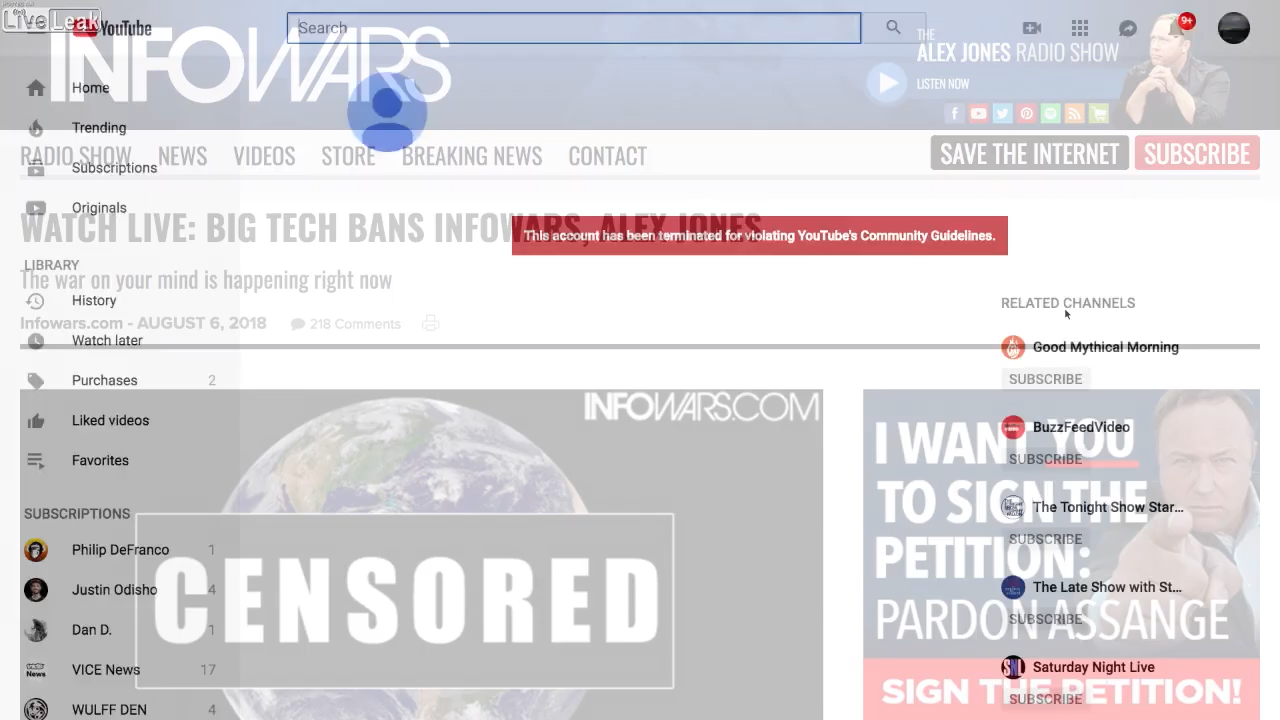 LiveLeak
YouTube
Search
INFOWARS
THE
ALEX JONES RADIO SHOW
LISTEN NOW
9+
Home
Trending
Subscriptions
Originals
RADIO SHOW
NEWS
VIDEOS
STORE
BREAKING NEWS
CONTACT
SAVE THE INTERNET
SUBSCRIBE
WATCH LIVE: BIG TECH BANS INFOWARS, ALEX JONES
This account has been terminated for violating YouTube's Community Guidelines.
The war on your mind is happening right now
Infowars.com - AUGUST 6, 2018
218 Comments
LIBRARY
History
Watch later
Purchases 2
Liked videos
Favorites
SUBSCRIPTIONS
Philip DeFranco 1
Justin Odisho 4
Dan D. 1
VICE News 17
WULFF DEN 4
INFOWARS.COM
CENSORED
RELATED CHANNELS
Good Mythical Morning
SUBSCRIBE
BuzzFeedVideo
SUBSCRIBE
The Tonight Show Star...
SUBSCRIBE
The Late Show with St...
SUBSCRIBE
Saturday Night Live
SUBSCRIBE
I WANT YOU
TO SIGN THE
PETITION:
PARDON ASSANGE
SIGN THE PETITION!